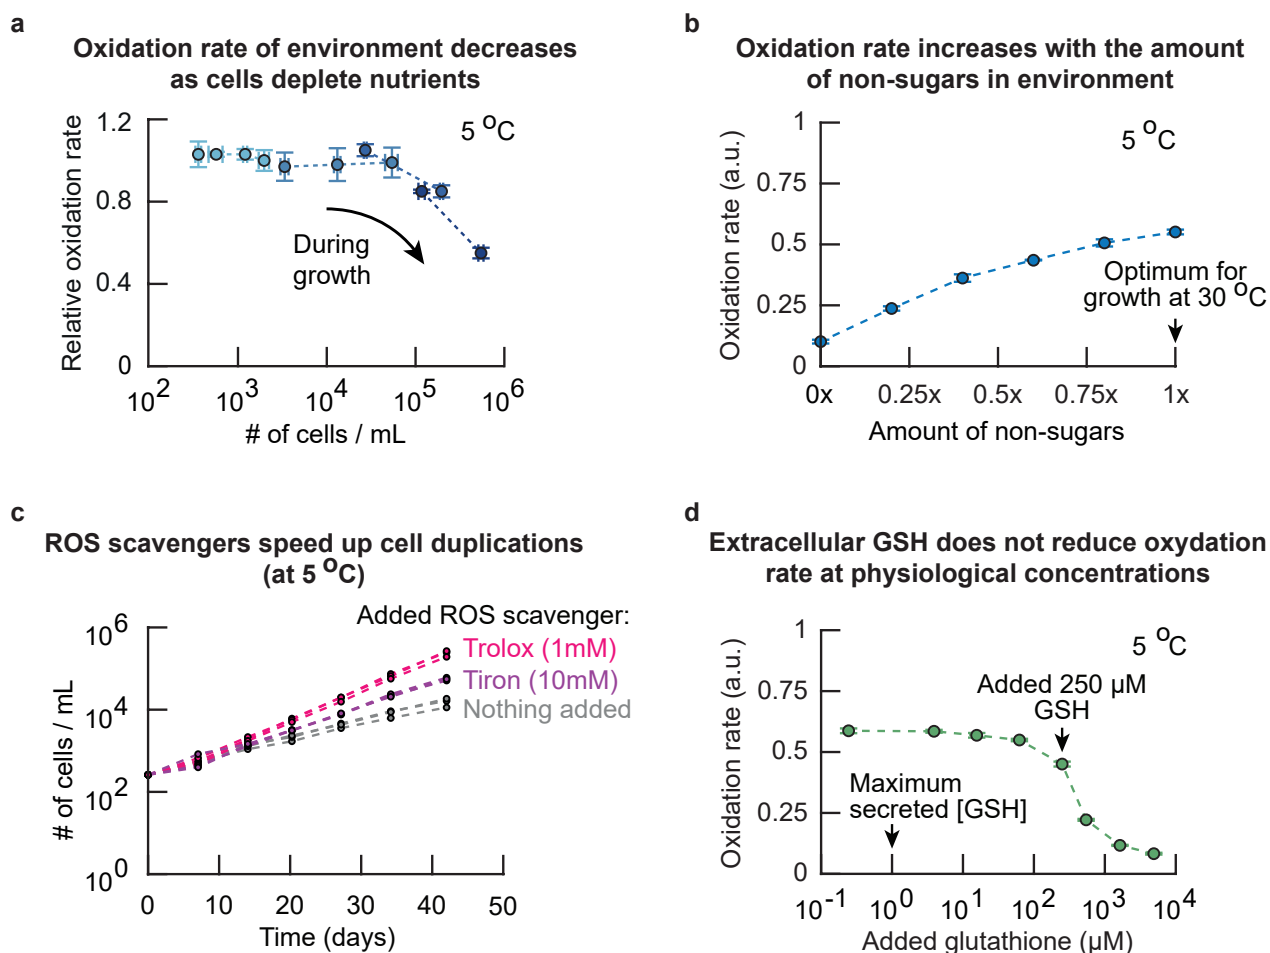 a
Oxidation rate of environment decreases
as cells deplete nutrients
Relative oxidation rate
1.2
0.8
0.4
0
5 °C
During
growth
10^2
10^3
10^4
10^5
10^6
# of cells / mL
b
Oxidation rate increases with the amount
of non-sugars in environment
Oxidation rate (a.u.)
1
0.75
0.5
0.25
0
5 °C
Optimum for
growth at 30 °C
0x
0.25x
0.5x
0.75x
1x
Amount of non-sugars
c
ROS scavengers speed up cell duplications
(at 5 °C)
Added ROS scavenger:
Trolox (1mM)
Tiron (10mM)
Nothing added
# of cells / mL
10^6
10^4
10^2
10^0
0
10
20
30
40
50
Time (days)
d
Extracellular GSH does not reduce oxydation
rate at physiological concentrations
Oxidation rate (a.u.)
1
0.75
0.5
0.25
0
5 °C
Added 250 µM
GSH
Maximum
secreted [GSH]
10^-1
10^0
10^1
10^2
10^3
10^4
Added glutathione (µM)